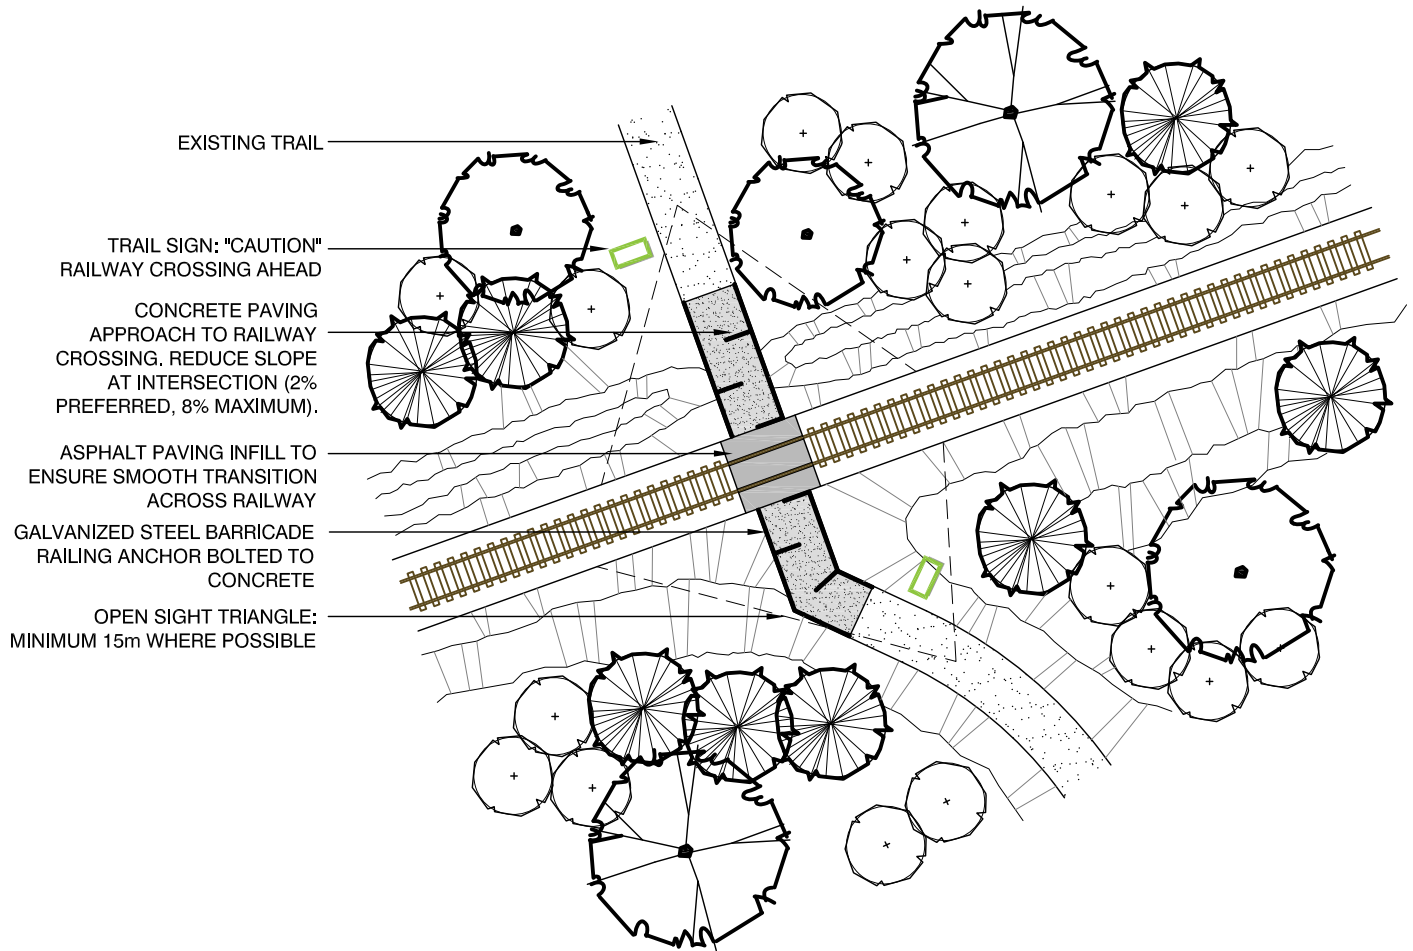 EXISTING TRAIL
TRAIL SIGN: "CAUTION"
RAILWAY CROSSING AHEAD
CONCRETE PAVING
APPROACH TO RAILWAY
CROSSING. REDUCE SLOPE
AT INTERSECTION (2%
PREFERRED, 8% MAXIMUM).
ASPHALT PAVING INFILL TO
ENSURE SMOOTH TRANSITION
ACROSS RAILWAY
GALVANIZED STEEL BARRICADE
RAILING ANCHOR BOLTED TO
CONCRETE
OPEN SIGHT TRIANGLE:
MINIMUM 15m WHERE POSSIBLE